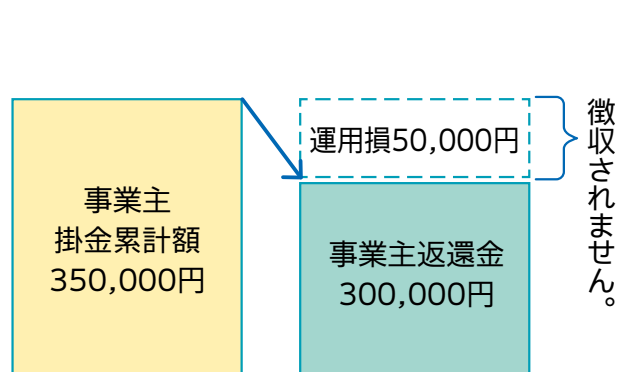 事業主
掛金累計額
350,000円
運用損50,000円
事業主返還金
300,000円
徴収されません。